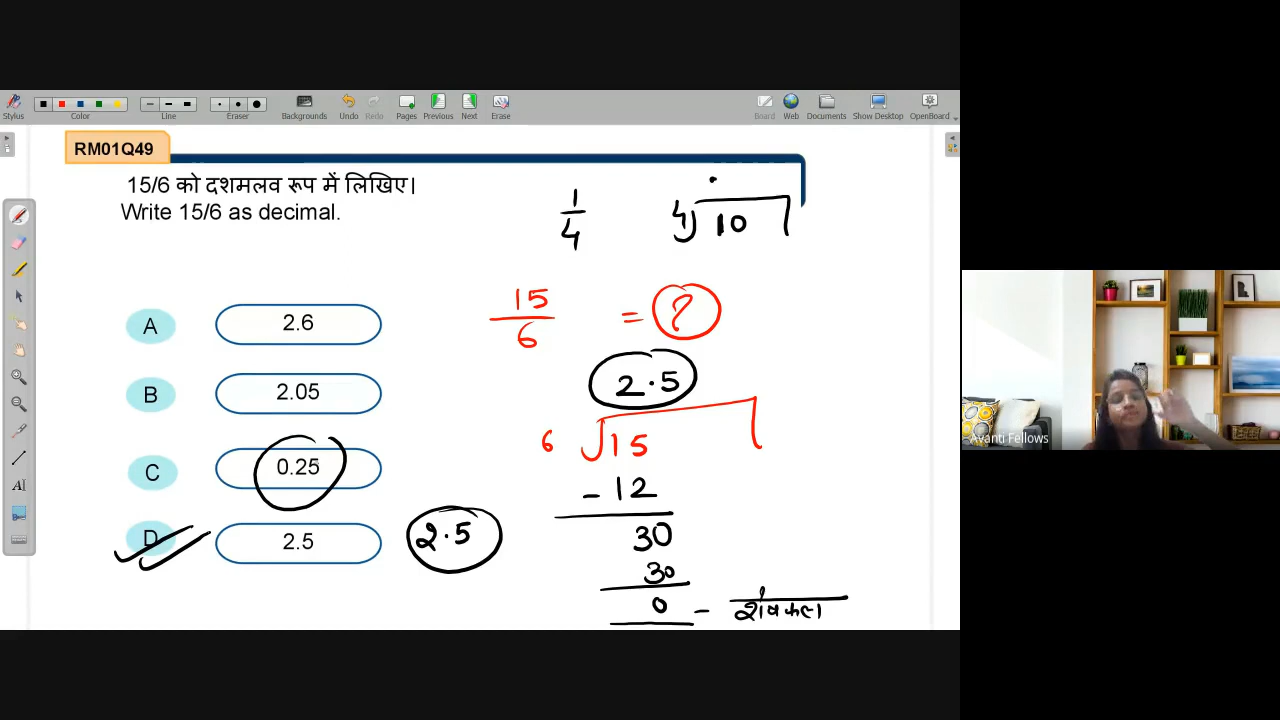 Stylus
Color
Line
Eraser
Backgrounds
Undo
Redo
Pages
Previous
Next
Erase
Board
Web
Documents
Show Desktop
OpenBoard
RM01Q49
15/6 को दशमलव रूप में लिखिए।
Write 15/6 as decimal.
1
4
4 10
15
6
= ?
A 2.6
B 2.05
C 0.25
D 2.5
2.5
2.5
6 15
- 12
30
30
0 -
Avanti Fellows